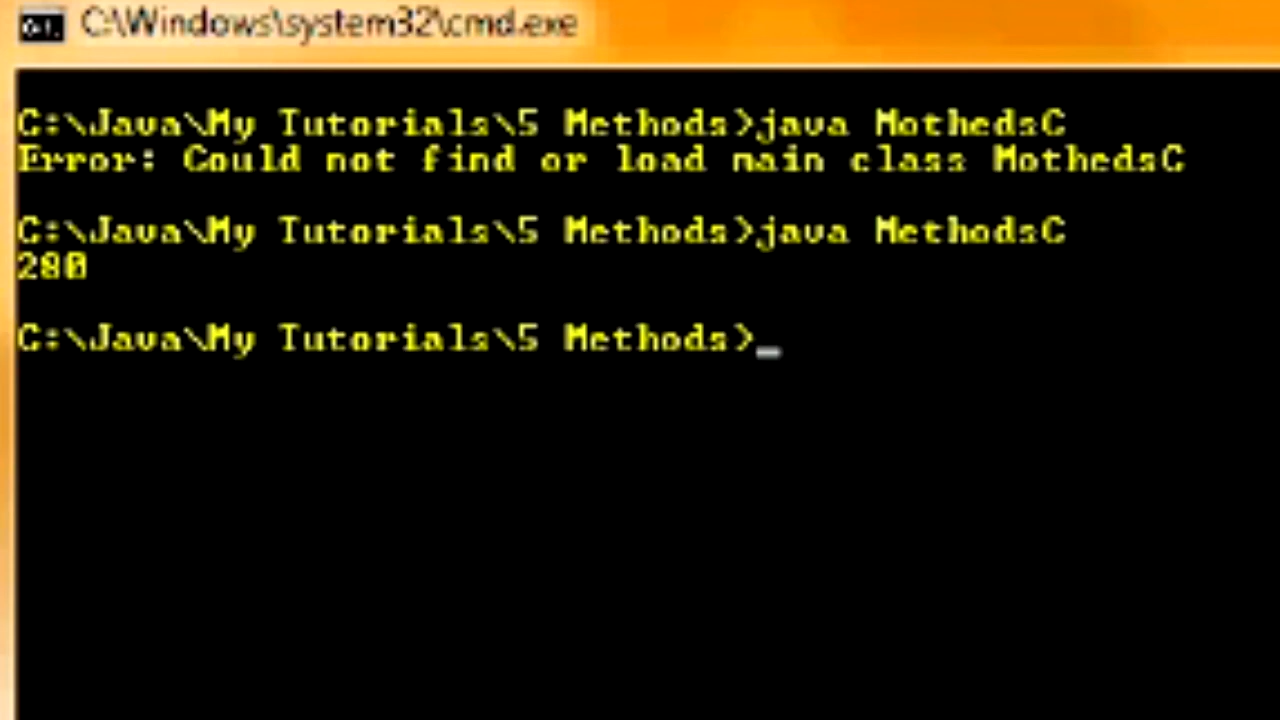 C:\Windows\system32\cmd.exe
C:\Java\My Tutorials\5 Methods>java MothedsC
Error: Could not find or load main class MothedsC
C:\Java\My Tutorials\5 Methods>java MethodsC
280
C:\Java\My Tutorials\5 Methods>_